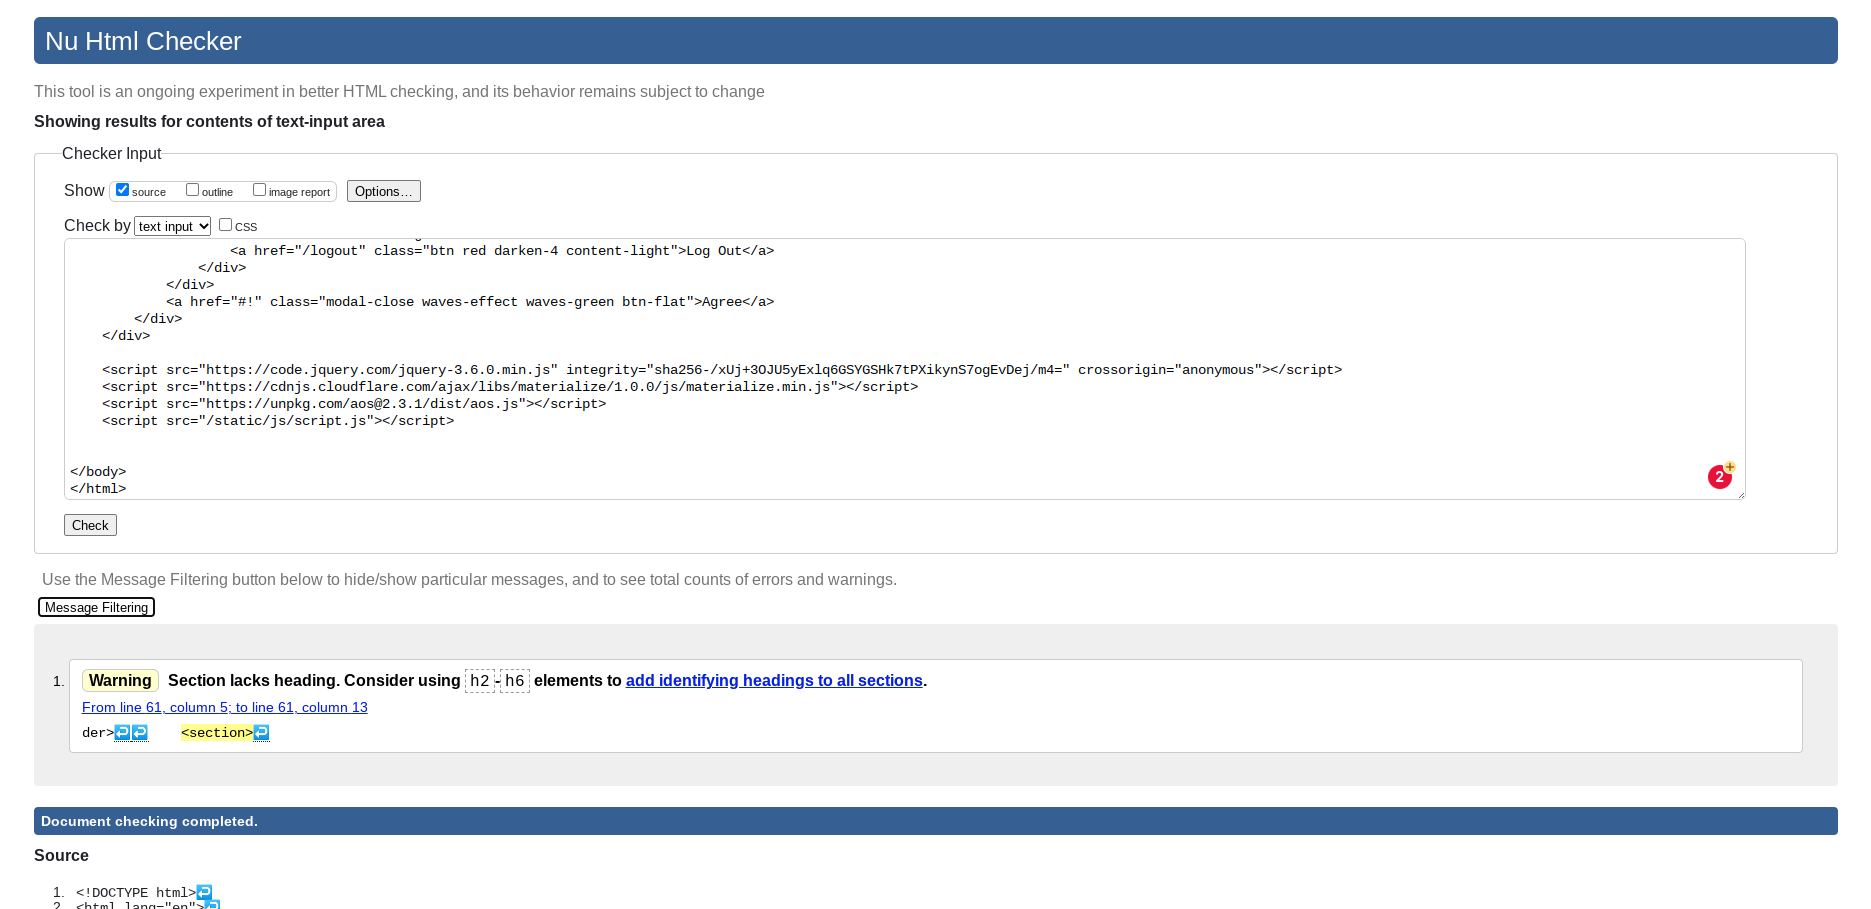 Nu Html Checker
This tool is an ongoing experiment in better HTML checking, and its behavior remains subject to change
Showing results for contents of text-input area
Checker Input
Show source outline image report Options…
Check by text input CSS
<a href="/logout" class="btn red darken-4 content-light">Log Out</a>
</div>
</div>
<a href="#!" class="modal-close waves-effect waves-green btn-flat">Agree</a>
</div>
</div>
<script src="https://code.jquery.com/jquery-3.6.0.min.js" integrity="sha256-/xUj+3OJU5yExlq6GSYGSHk7tPXikynS7ogEvDej/m4=" crossorigin="anonymous"></script>
<script src="https://cdnjs.cloudflare.com/ajax/libs/materialize/1.0.0/js/materialize.min.js"></script>
<script src="https://unpkg.com/aos@2.3.1/dist/aos.js"></script>
<script src="/static/js/script.js"></script>
</body>
</html>
2 +
Check
Use the Message Filtering button below to hide/show particular messages, and to see total counts of errors and warnings.
Message Filtering
1. Warning Section lacks heading. Consider using h2-h6 elements to add identifying headings to all sections.
From line 61, column 5; to line 61, column 13
der>↩↩ <section>↩
Document checking completed.
Source
1. <!DOCTYPE html>↩
2. <html lang="en">↩